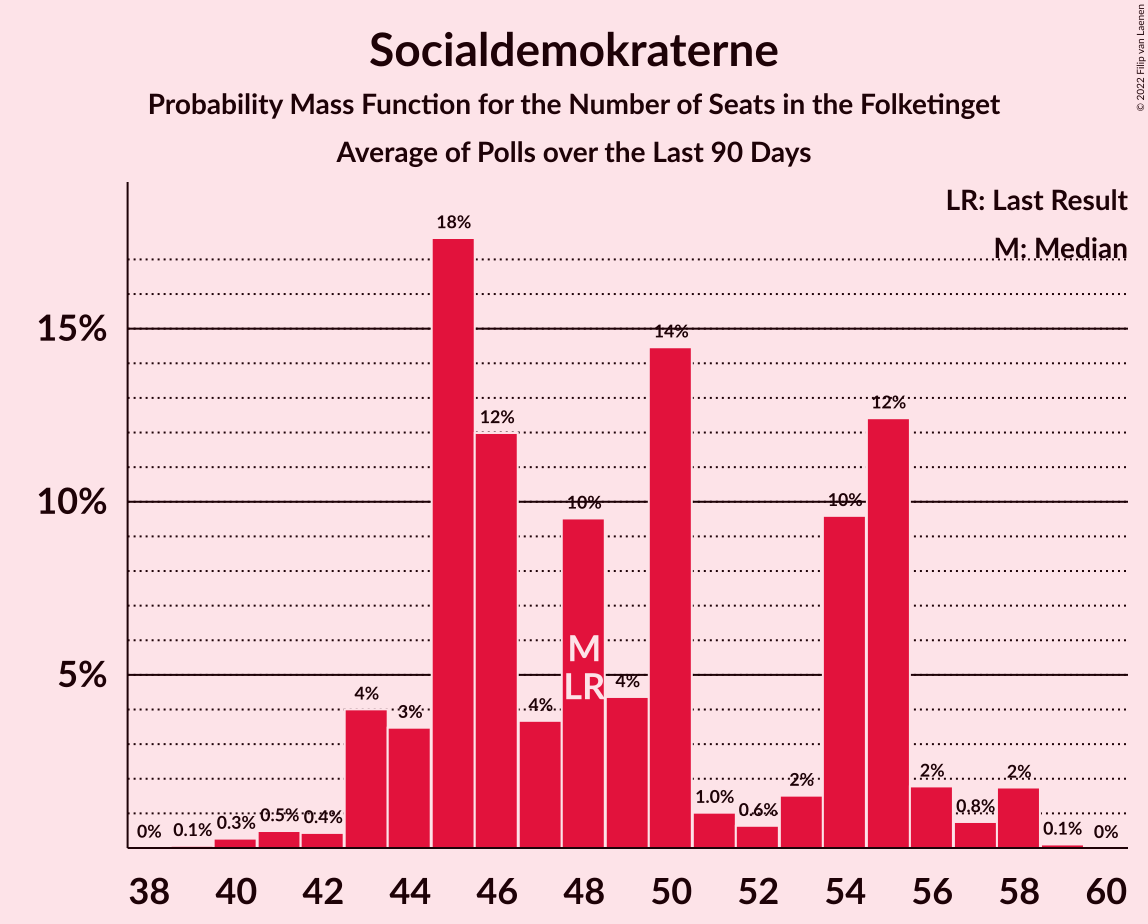 Socialdemokraterne
Probability Mass Function for the Number of Seats in the Folketinget
Average of Polls over the Last 90 Days
© 2022 Filip van Laenen
LR: Last Result
M: Median
15%
10%
5%
0%
0.1%
0.3%
0.5%
0.4%
4%
3%
18%
12%
4%
10%
4%
14%
1.0%
0.6%
2%
10%
12%
2%
0.8%
2%
0.1%
0%
M
LR
38 40 42 44 46 48 50 52 54 56 58 60